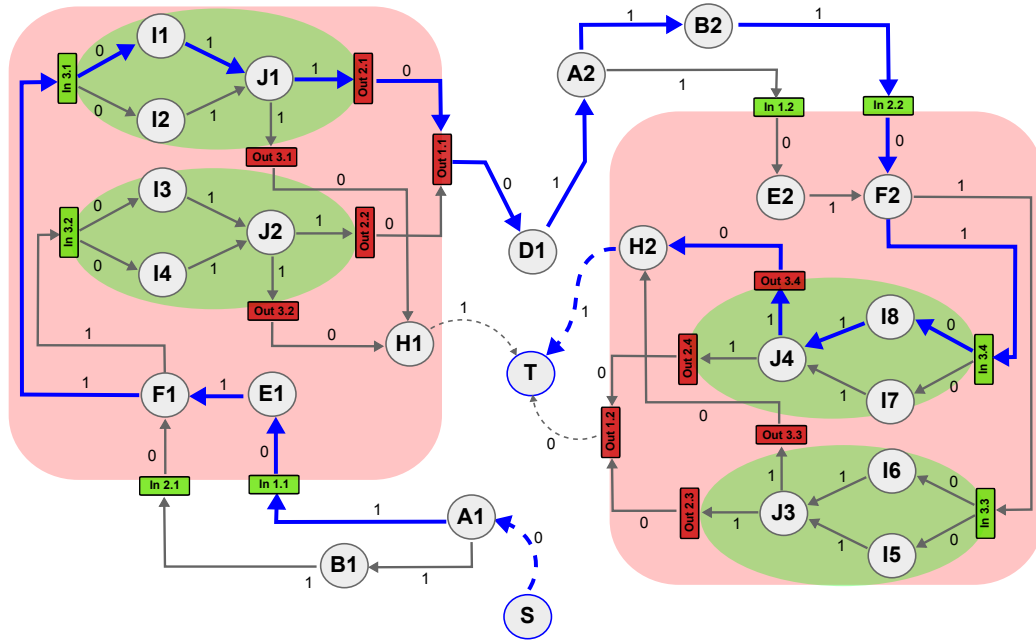 B2
1
1
I1
0
1
A2
In 3.1
J1
1
Out 2.1
0
1
0
I2
1
1
In 1.2
In 2.2
Out 3.1
0
Out 1.1
0
0
I3
0
1
0
1
E2
1
F2
1
In 3.2
J2
1
Out 2.2
0
D1
0
I4
1
1
H2
0
1
Out 3.4
Out 3.2
0
1
H1
1
I8
1
0
1
Out 2.4
1
J4
In 3.4
1
T
0
I7
1
0
1
F1
1
E1
0
Out 1.2
0
Out 3.3
0
0
I6
1
0
In 2.1
In 1.1
1
Out 2.3
1
J3
In 3.3
1
A1
0
0
B1
1
1
1
I5
0
S